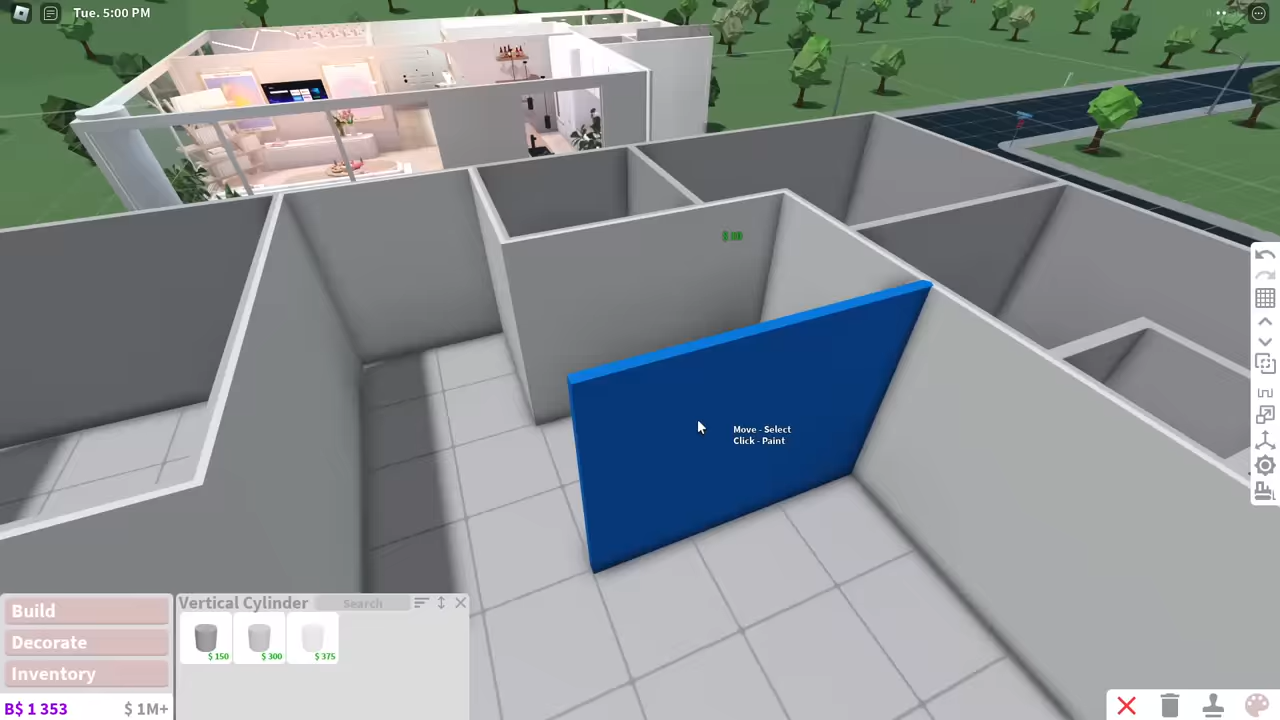 Tue. 5:00 PM
Move - Select
Click - Paint
Build
Decorate
Inventory
B$ 1 353
$ 1M+
Vertical Cylinder
Search
$ 150
$ 300
$ 375